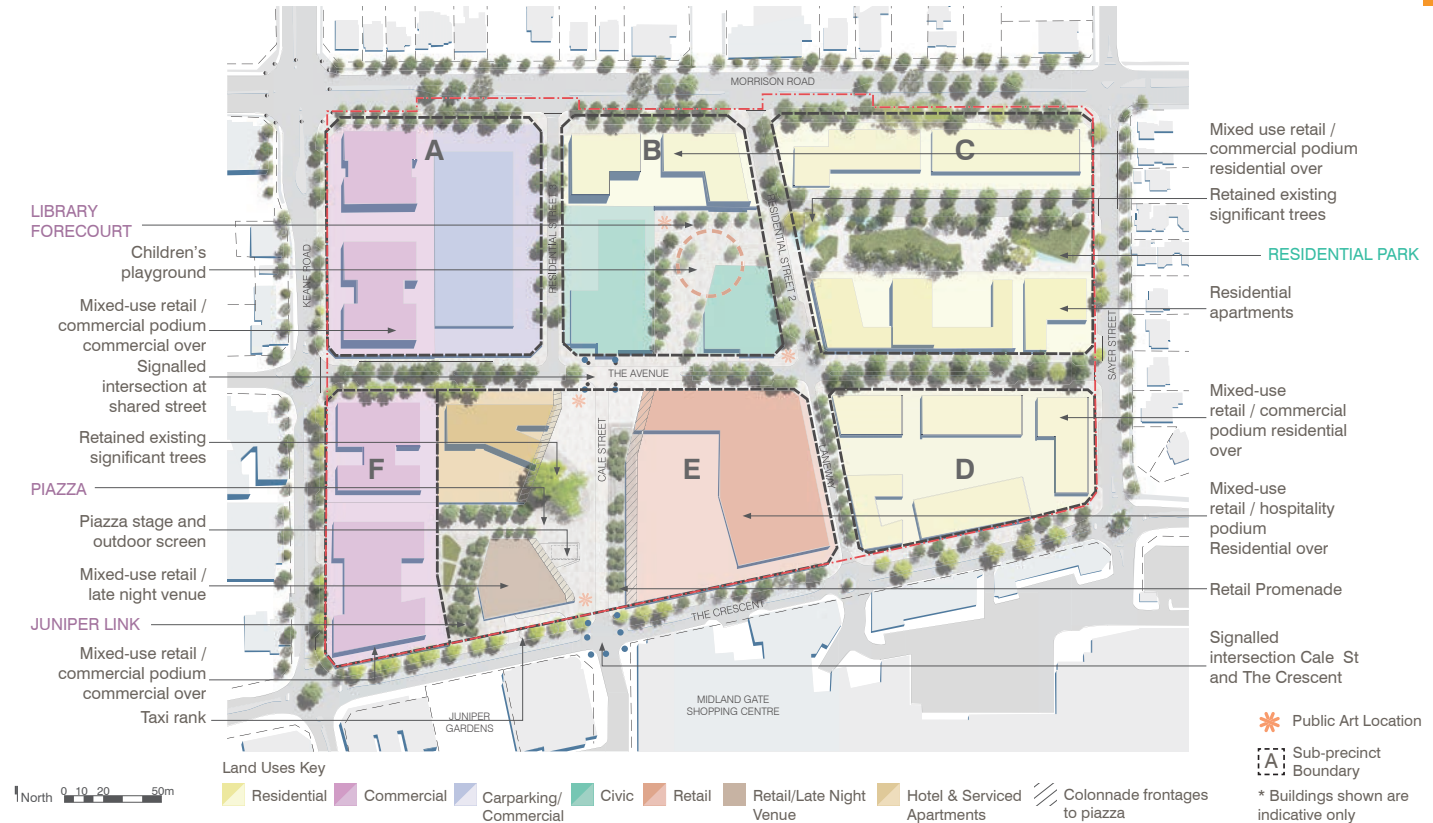 MORRISON ROAD
A
B
C
LIBRARY
FORECOURT
Children's
playground
Mixed-use retail /
commercial podium
commercial over
Signalled
intersection at
shared street
Retained existing
significant trees
PIAZZA
Piazza stage and
outdoor screen
Mixed-use retail /
late night venue
JUNIPER LINK
Mixed-use retail /
commercial podium
commercial over
Taxi rank
KEANE ROAD
RESIDENTIAL STREET
RESIDENTIAL STREET 2
THE AVENUE
CALE STREET
LANEWAY
SAYER STREET
F
E
D
THE CRESCENT
JUNIPER
GARDENS
MIDLAND GATE
SHOPPING CENTRE
Mixed use retail /
commercial podium
residential over
Retained existing
significant trees
RESIDENTIAL PARK
Residential
apartments
Mixed-use
retail / commercial
podium residential
over
Mixed-use
retail / hospitality
podium
Residential over
Retail Promenade
Signalled
intersection Cale St
and The Crescent
Public Art Location
A
Sub-precinct
Boundary
* Buildings shown are
indicative only
North
0 10 20 50m
Land Uses Key
Residential
Commercial
Carparking/
Commercial
Civic
Retail
Retail/Late Night
Venue
Hotel & Serviced
Apartments
Colonnade frontages
to piazza